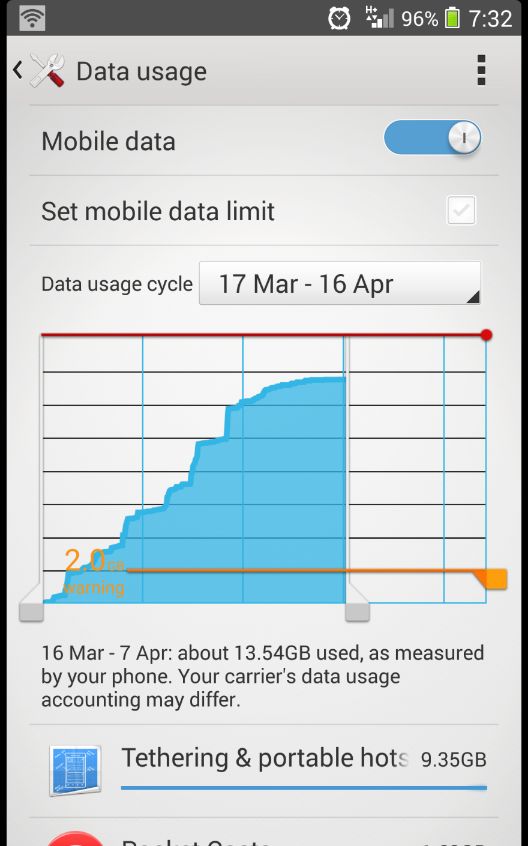 H+ 96% 7:32
Data usage
Mobile data
Set mobile data limit
Data usage cycle 17 Mar - 16 Apr
2.0GB
warning
16 Mar - 7 Apr: about 13.54GB used, as measured
by your phone. Your carrier's data usage
accounting may differ.
Tethering & portable hots 9.35GB